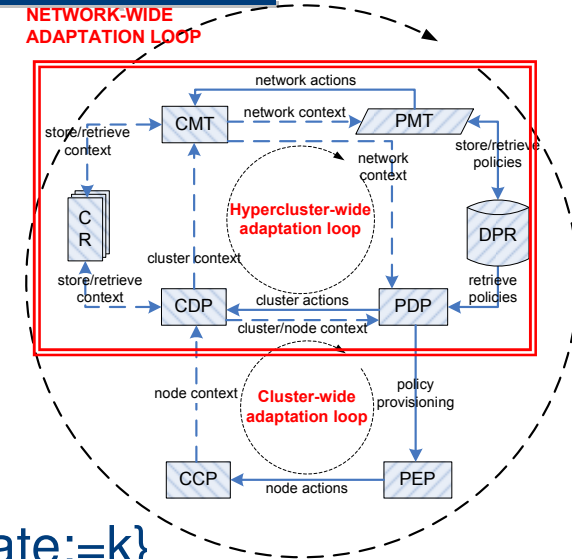 NETWORK-WIDE
ADAPTATION LOOP
network actions
CMT
network context
PMT
store/retrieve
context
network
context
store/retrieve
policies
C
R
Hypercluster-wide
adaptation loop
DPR
cluster context
store/retrieve
context
CDP
cluster actions
PDP
retrieve
policies
cluster/node context
node context
Cluster-wide
adaptation loop
policy
provisioning
CCP
node actions
PEP
ate:=k}